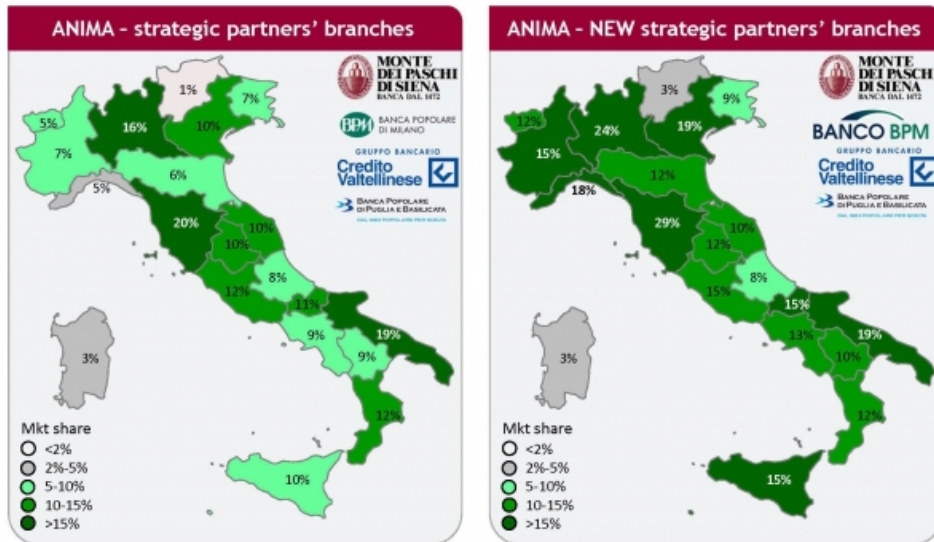 ANIMA - strategic partners' branches
MONTE
DEI PASCHI
DI SIENA
BANCA DAL 1472
BPM BANCA POPOLARE
DI MILANO
GRUPPO BANCARIO
Credito
Valtellinese
BANCA POPOLARE
DI PUGLIA E BASILICATA
1%
7%
5%
16%
10%
7%
6%
5%
20%
10%
10%
8%
12%
11%
19%
9%
9%
3%
12%
10%
Mkt share
<2%
2%-5%
5-10%
10-15%
>15%
ANIMA - NEW strategic partners' branches
MONTE
DEI PASCHI
DI SIENA
BANCA DAL 1472
BANCO BPM
GRUPPO BANCARIO
Credito
Valtellinese
BANCA POPOLARE
DI PUGLIA E BASILICATA
3%
9%
12%
24%
19%
15%
12%
18%
29%
10%
12%
8%
15%
15%
19%
13%
10%
3%
12%
15%
Mkt share
<2%
2%-5%
5-10%
10-15%
>15%